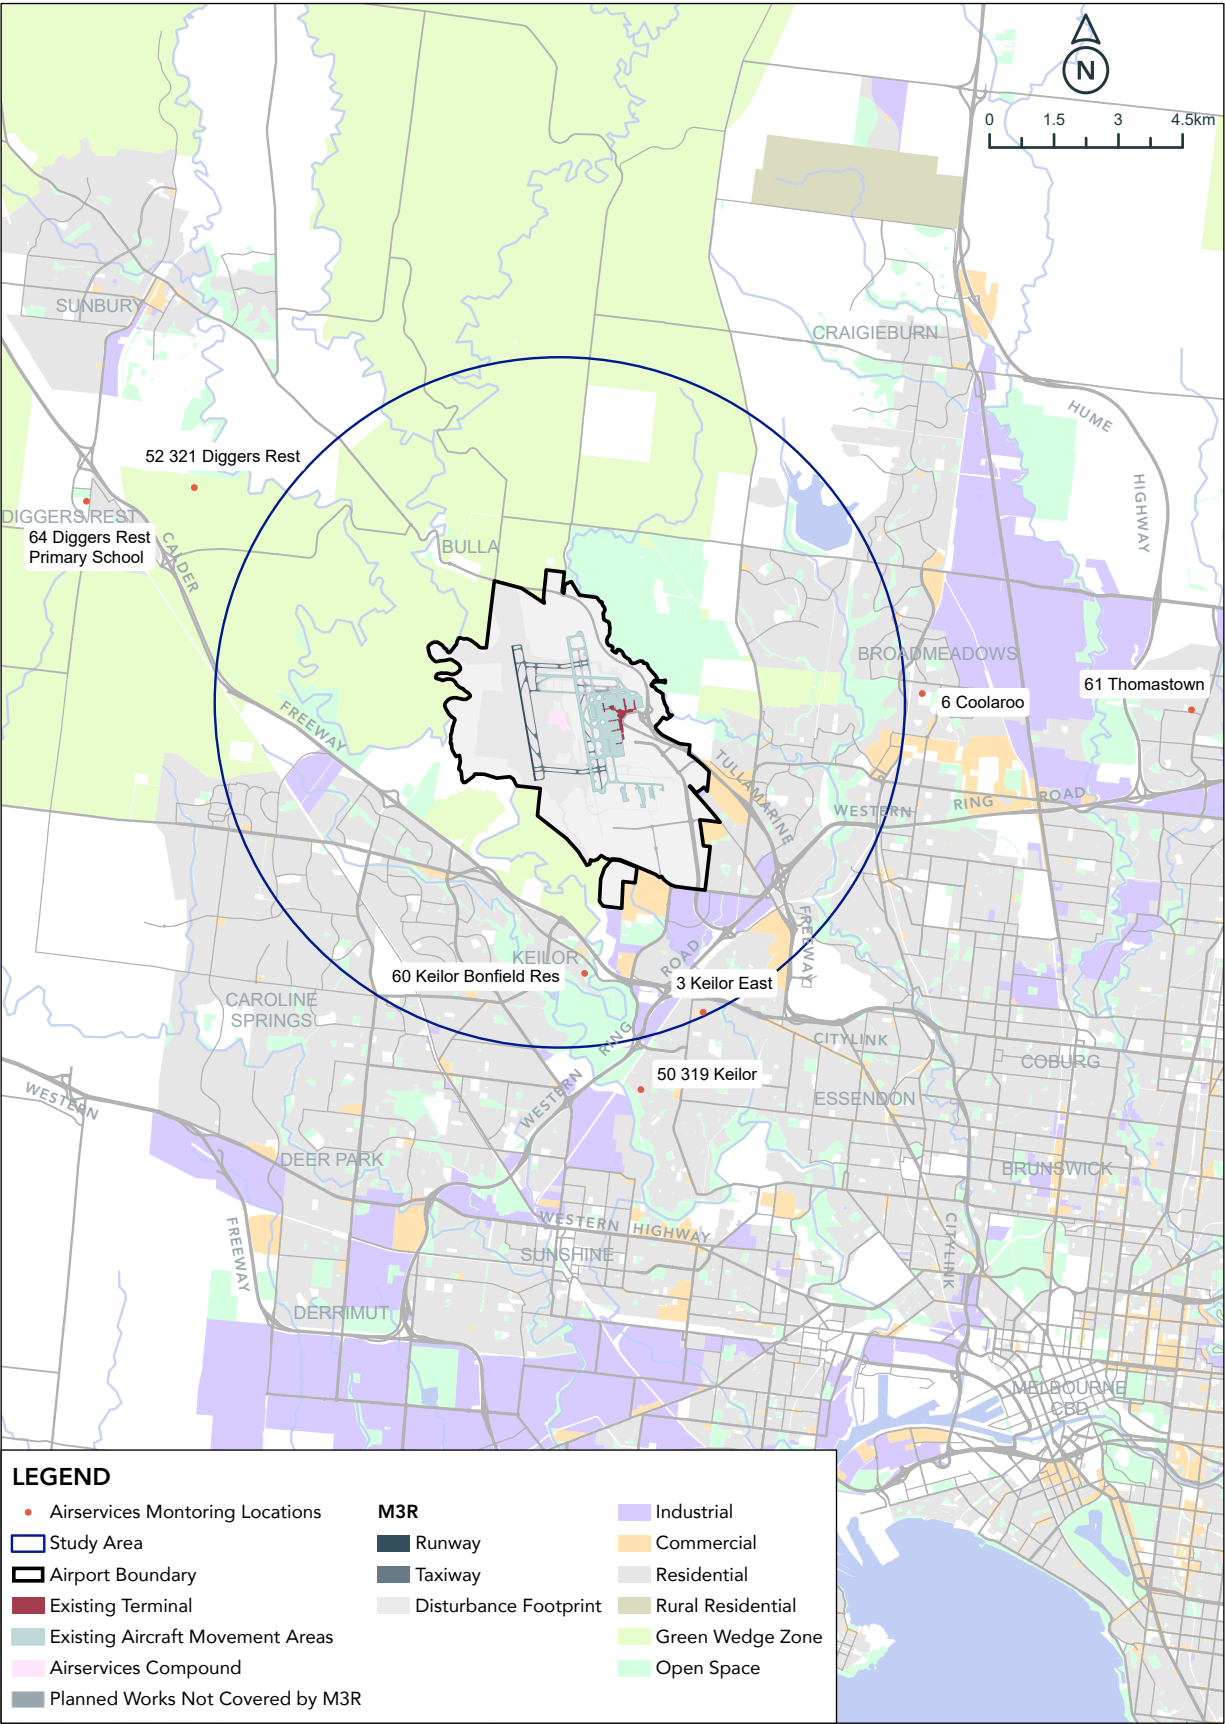 N
0 1.5 3 4.5km
SUNBURY
CRAIGIEBURN
HUME
HIGHWAY
52 321 Diggers Rest
DIGGERS REST
64 Diggers Rest
Primary School
CALDER
FREEWAY
BULLA
BROADMEADOWS
61 Thomastown
6 Coolaroo
TULLAMARINE
FREEWAY
WESTERN RING ROAD
KEILOR
60 Keilor Bonfield Res
ROAD
3 Keilor East
CAROLINE
SPRINGS
RING
WESTERN
CITYLINK
COBURG
50 319 Keilor
ESSENDON
WESTERN
FREEWAY
DEER PARK
BRUNSWICK
WESTERN HIGHWAY
SUNSHINE
CITYLINK
DERRIMUT
MELBOURNE
CBD
LEGEND
Airservices Montoring Locations
Study Area
Airport Boundary
Existing Terminal
Existing Aircraft Movement Areas
Airservices Compound
Planned Works Not Covered by M3R
M3R
Runway
Taxiway
Disturbance Footprint
Industrial
Commercial
Residential
Rural Residential
Green Wedge Zone
Open Space